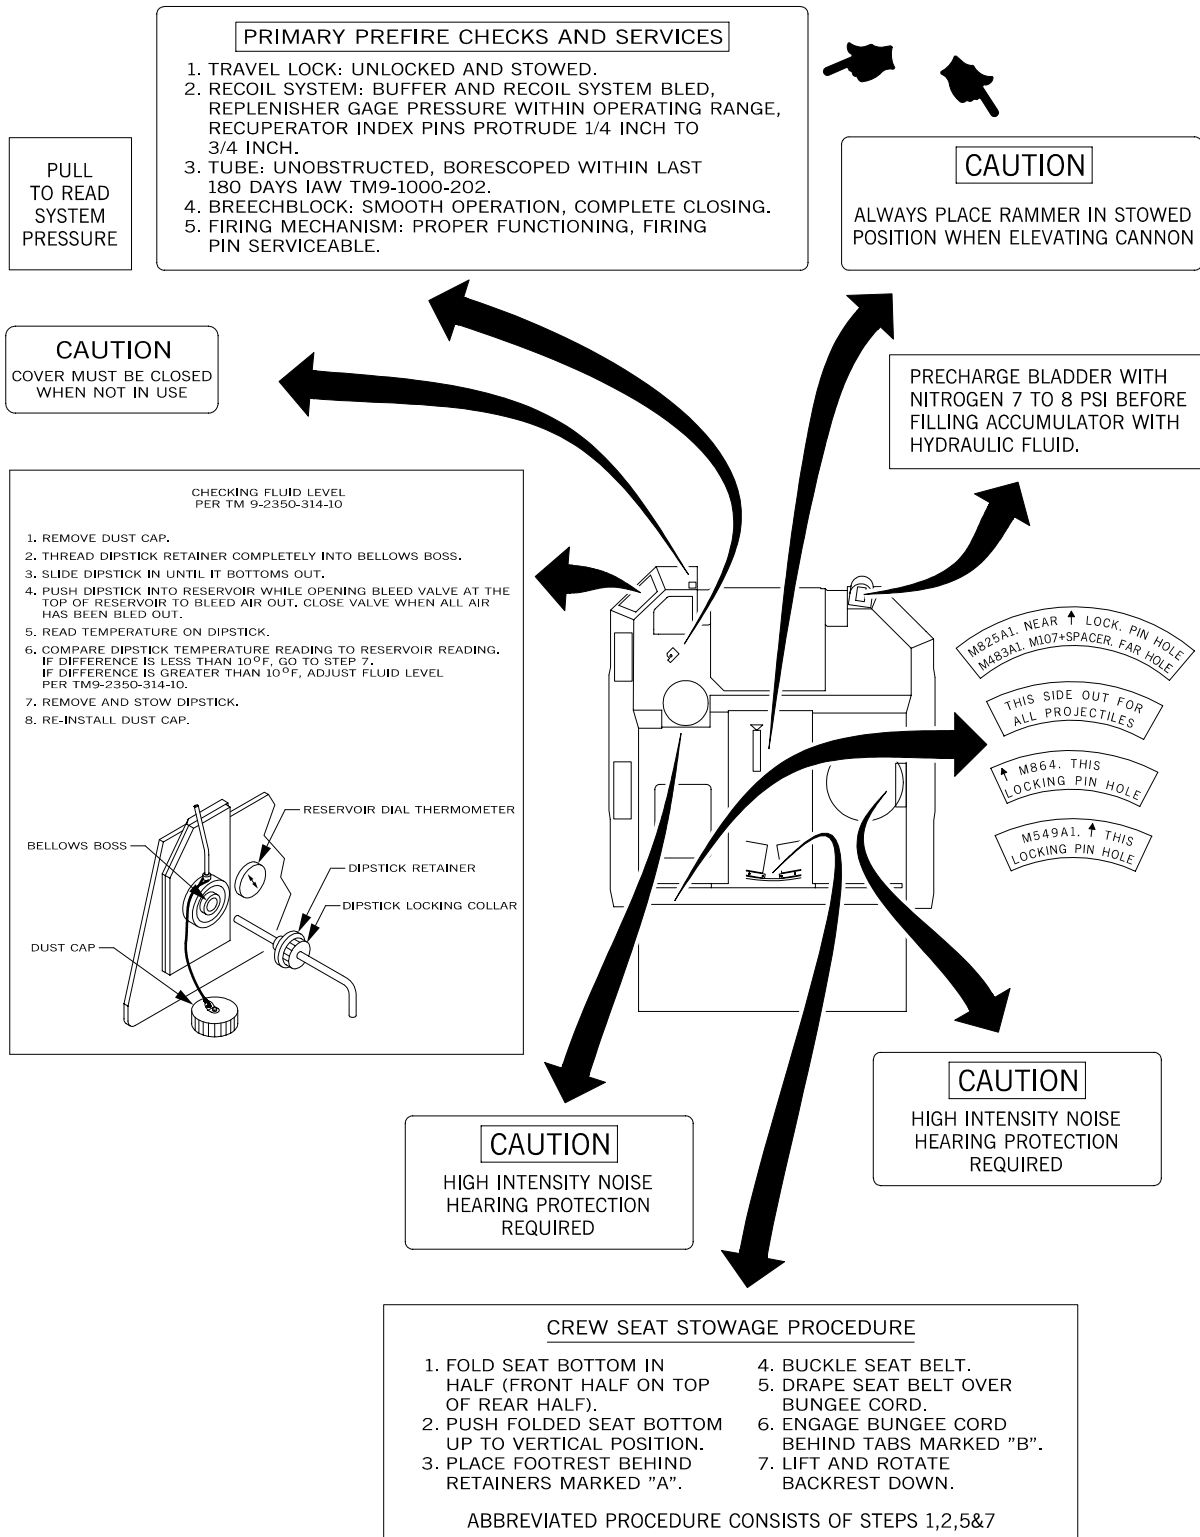 PRIMARY PREFIRE CHECKS AND SERVICES
1. TRAVEL LOCK: UNLOCKED AND STOWED.
2. RECOIL SYSTEM: BUFFER AND RECOIL SYSTEM BLED,
REPLENISHER GAGE PRESSURE WITHIN OPERATING RANGE,
RECUPERATOR INDEX PINS PROTRUDE 1/4 INCH TO
3/4 INCH.
3. TUBE: UNOBSTRUCTED, BORESCOPED WITHIN LAST
180 DAYS IAW TM9-1000-202.
4. BREECHBLOCK: SMOOTH OPERATION, COMPLETE CLOSING.
5. FIRING MECHANISM: PROPER FUNCTIONING, FIRING
PIN SERVICEABLE.
PULL
TO READ
SYSTEM
PRESSURE
CAUTION
ALWAYS PLACE RAMMER IN STOWED
POSITION WHEN ELEVATING CANNON
CAUTION
COVER MUST BE CLOSED
WHEN NOT IN USE
PRECHARGE BLADDER WITH
NITROGEN 7 TO 8 PSI BEFORE
FILLING ACCUMULATOR WITH
HYDRAULIC FLUID.
CHECKING FLUID LEVEL
PER TM 9-2350-314-10
1. REMOVE DUST CAP.
2. THREAD DIPSTICK RETAINER COMPLETELY INTO BELLOWS BOSS.
3. SLIDE DIPSTICK IN UNTIL IT BOTTOMS OUT.
4. PUSH DIPSTICK INTO RESERVOIR WHILE OPENING BLEED VALVE AT THE
TOP OF RESERVOIR TO BLEED AIR OUT. CLOSE VALVE WHEN ALL AIR
HAS BEEN BLED OUT.
5. READ TEMPERATURE ON DIPSTICK.
6. COMPARE DIPSTICK TEMPERATURE READING TO RESERVOIR READING.
IF DIFFERENCE IS LESS THAN 10°F, GO TO STEP 7.
IF DIFFERENCE IS GREATER THAN 10°F, ADJUST FLUID LEVEL
PER TM9-2350-314-10.
7. REMOVE AND STOW DIPSTICK.
8. RE-INSTALL DUST CAP.
RESERVOIR DIAL THERMOMETER
BELLOWS BOSS
DIPSTICK RETAINER
DIPSTICK LOCKING COLLAR
DUST CAP
M825A1. NEAR ↑ LOCK. PIN HOLE
M483A1. M107+SPACER. FAR HOLE
THIS SIDE OUT FOR
ALL PROJECTILES
↑ M864. THIS
LOCKING PIN HOLE
M549A1. ↑ THIS
LOCKING PIN HOLE
CAUTION
HIGH INTENSITY NOISE
HEARING PROTECTION
REQUIRED
CAUTION
HIGH INTENSITY NOISE
HEARING PROTECTION
REQUIRED
CREW SEAT STOWAGE PROCEDURE
1. FOLD SEAT BOTTOM IN
HALF (FRONT HALF ON TOP
OF REAR HALF).
2. PUSH FOLDED SEAT BOTTOM
UP TO VERTICAL POSITION.
3. PLACE FOOTREST BEHIND
RETAINERS MARKED ”A”.
4. BUCKLE SEAT BELT.
5. DRAPE SEAT BELT OVER
BUNGEE CORD.
6. ENGAGE BUNGEE CORD
BEHIND TABS MARKED ”B”.
7. LIFT AND ROTATE
BACKREST DOWN.
ABBREVIATED PROCEDURE CONSISTS OF STEPS 1,2,5&7